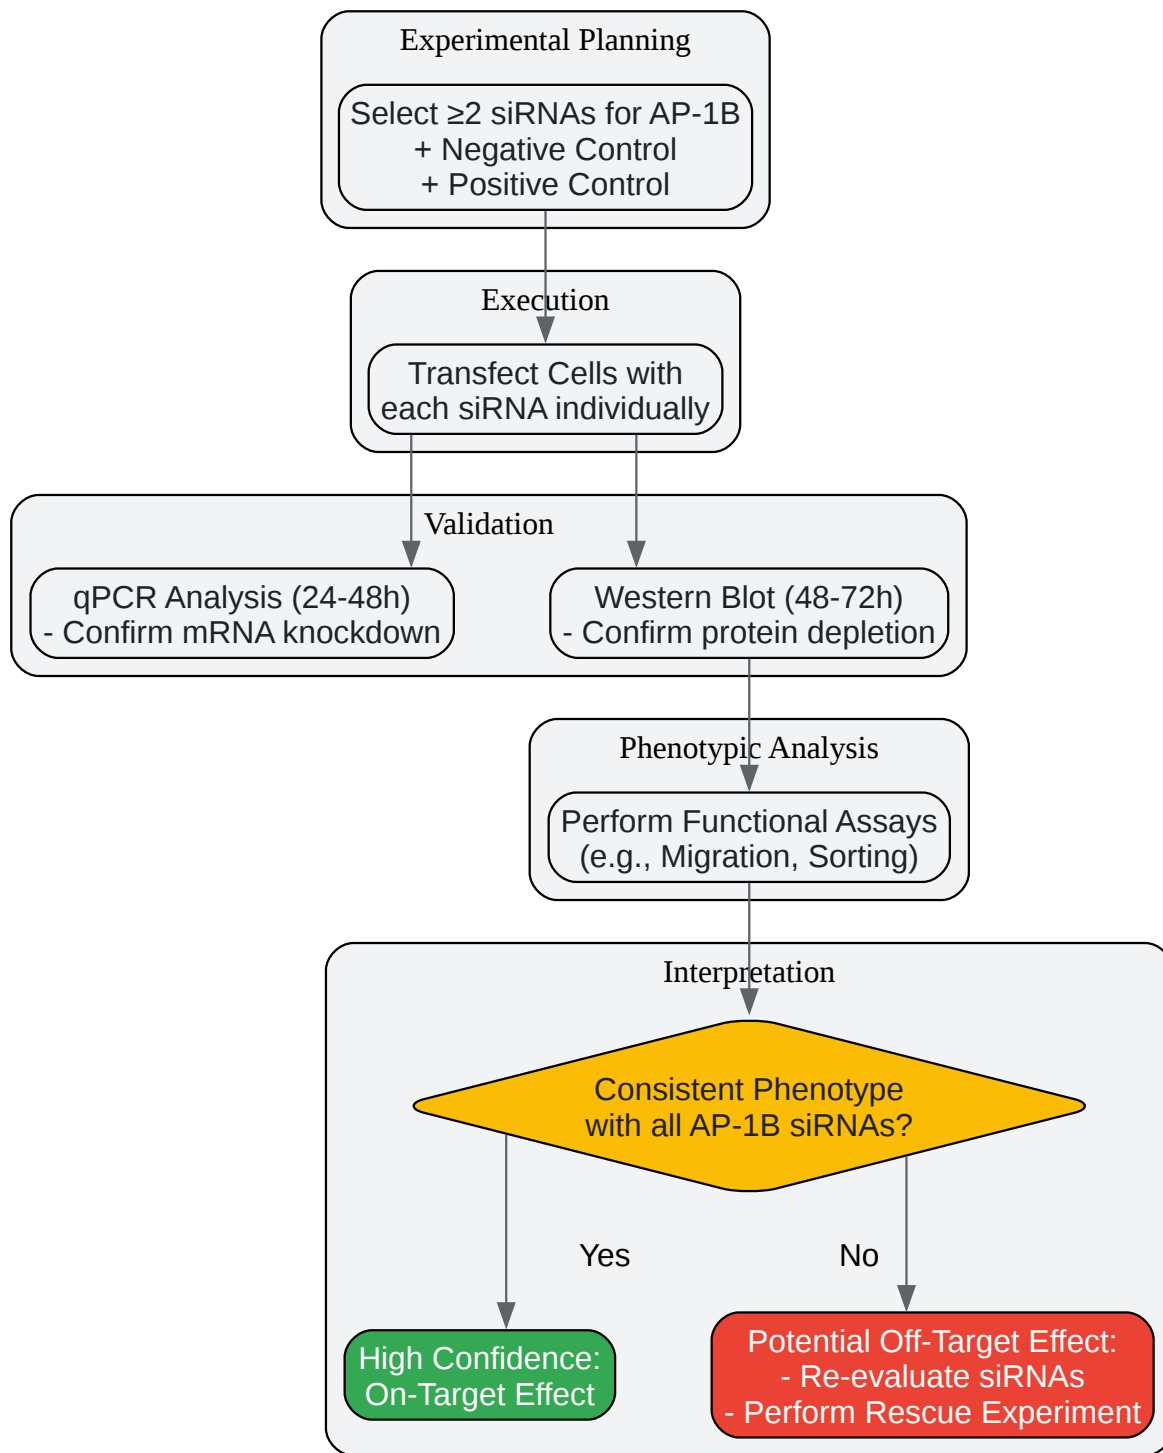 Experimental Planning
Select ≥2 siRNAs for AP-1B
+ Negative Control
+ Positive Control
Execution
Transfect Cells with
each siRNA individually
Validation
qPCR Analysis (24-48h)
- Confirm mRNA knockdown
Western Blot (48-72h)
- Confirm protein depletion
Phenotypic Analysis
Perform Functional Assays
(e.g., Migration, Sorting)
Interpretation
Consistent Phenotype
with all AP-1B siRNAs?
Yes
No
High Confidence:
On-Target Effect
Potential Off-Target Effect:
- Re-evaluate siRNAs
- Perform Rescue Experiment